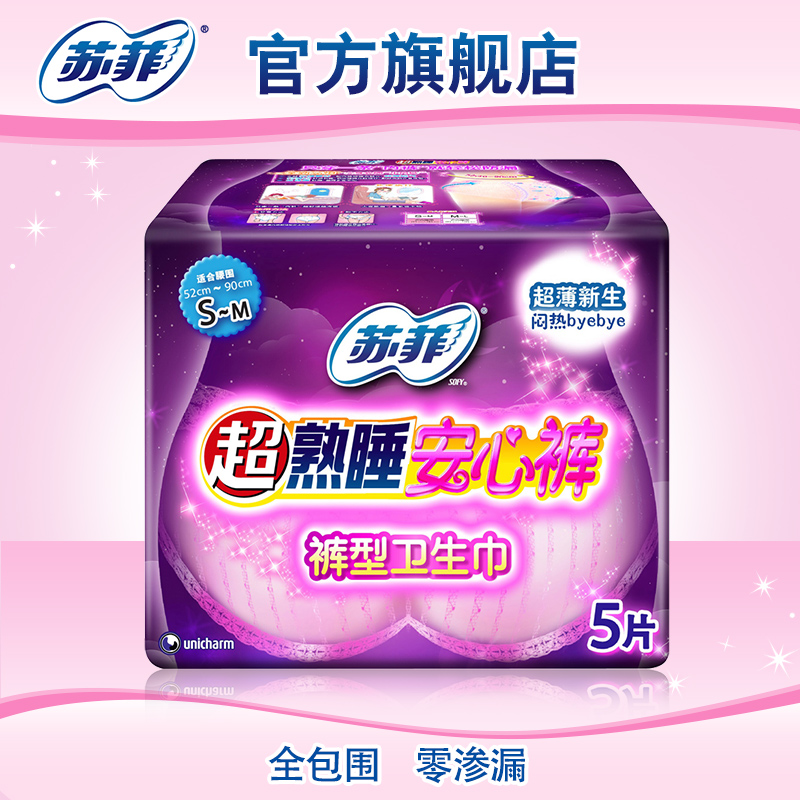 苏菲® 官方旗舰店
适合腰围
52cm~90cm
S~M
超薄新生
闷热byebye
苏菲®
SOFY®
超熟睡安心裤
裤型卫生巾
5片
unicharm
全包围 零渗漏